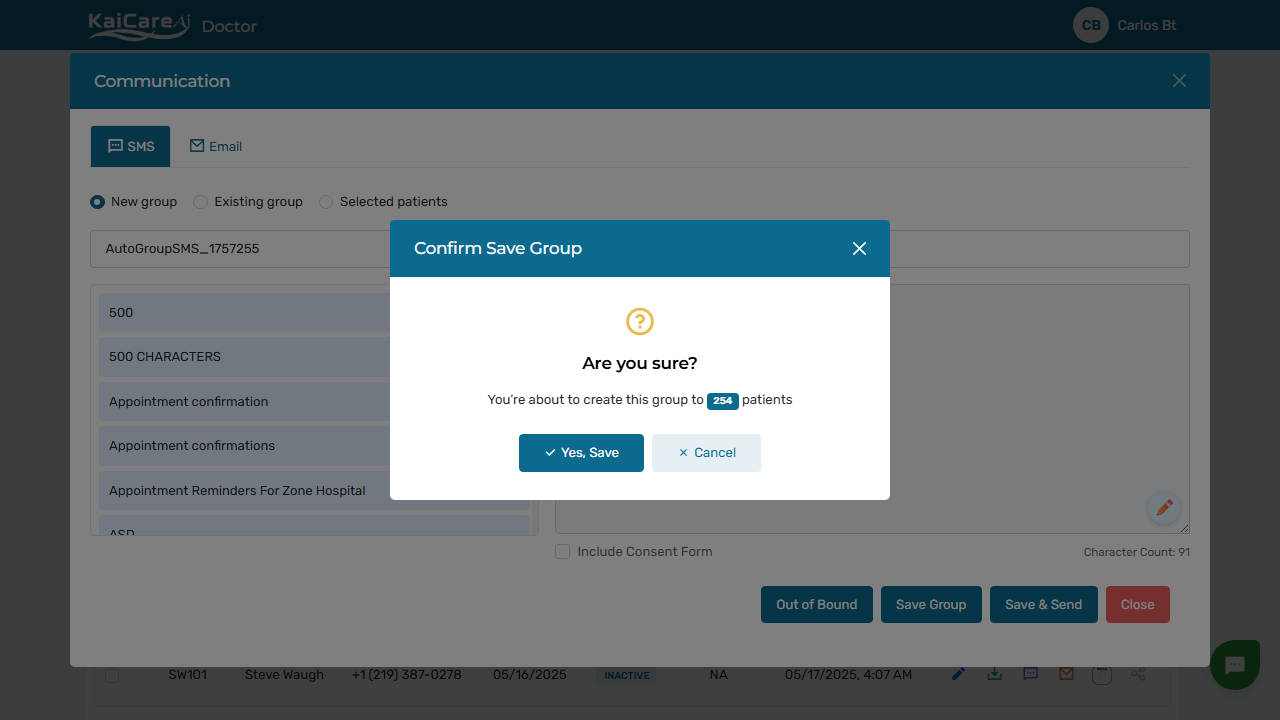 KaiCare Ai Doctor
CB Carlos Bt
Communication
SMS Email
New group Existing group Selected patients
AutoGroupSMS_1757255
Confirm Save Group
500
500 CHARACTERS
Appointment confirmation
Appointment confirmations
Appointment Reminders For Zone Hospital
ASD
Are you sure?
You're about to create this group to 254 patients
Yes, Save Cancel
Include Consent Form Character Count: 91
Out of Bound Save Group Save & Send Close
SW101 Steve Waugh +1 (219) 387-0278 05/16/2025 INACTIVE NA 05/17/2025, 4:07 AM